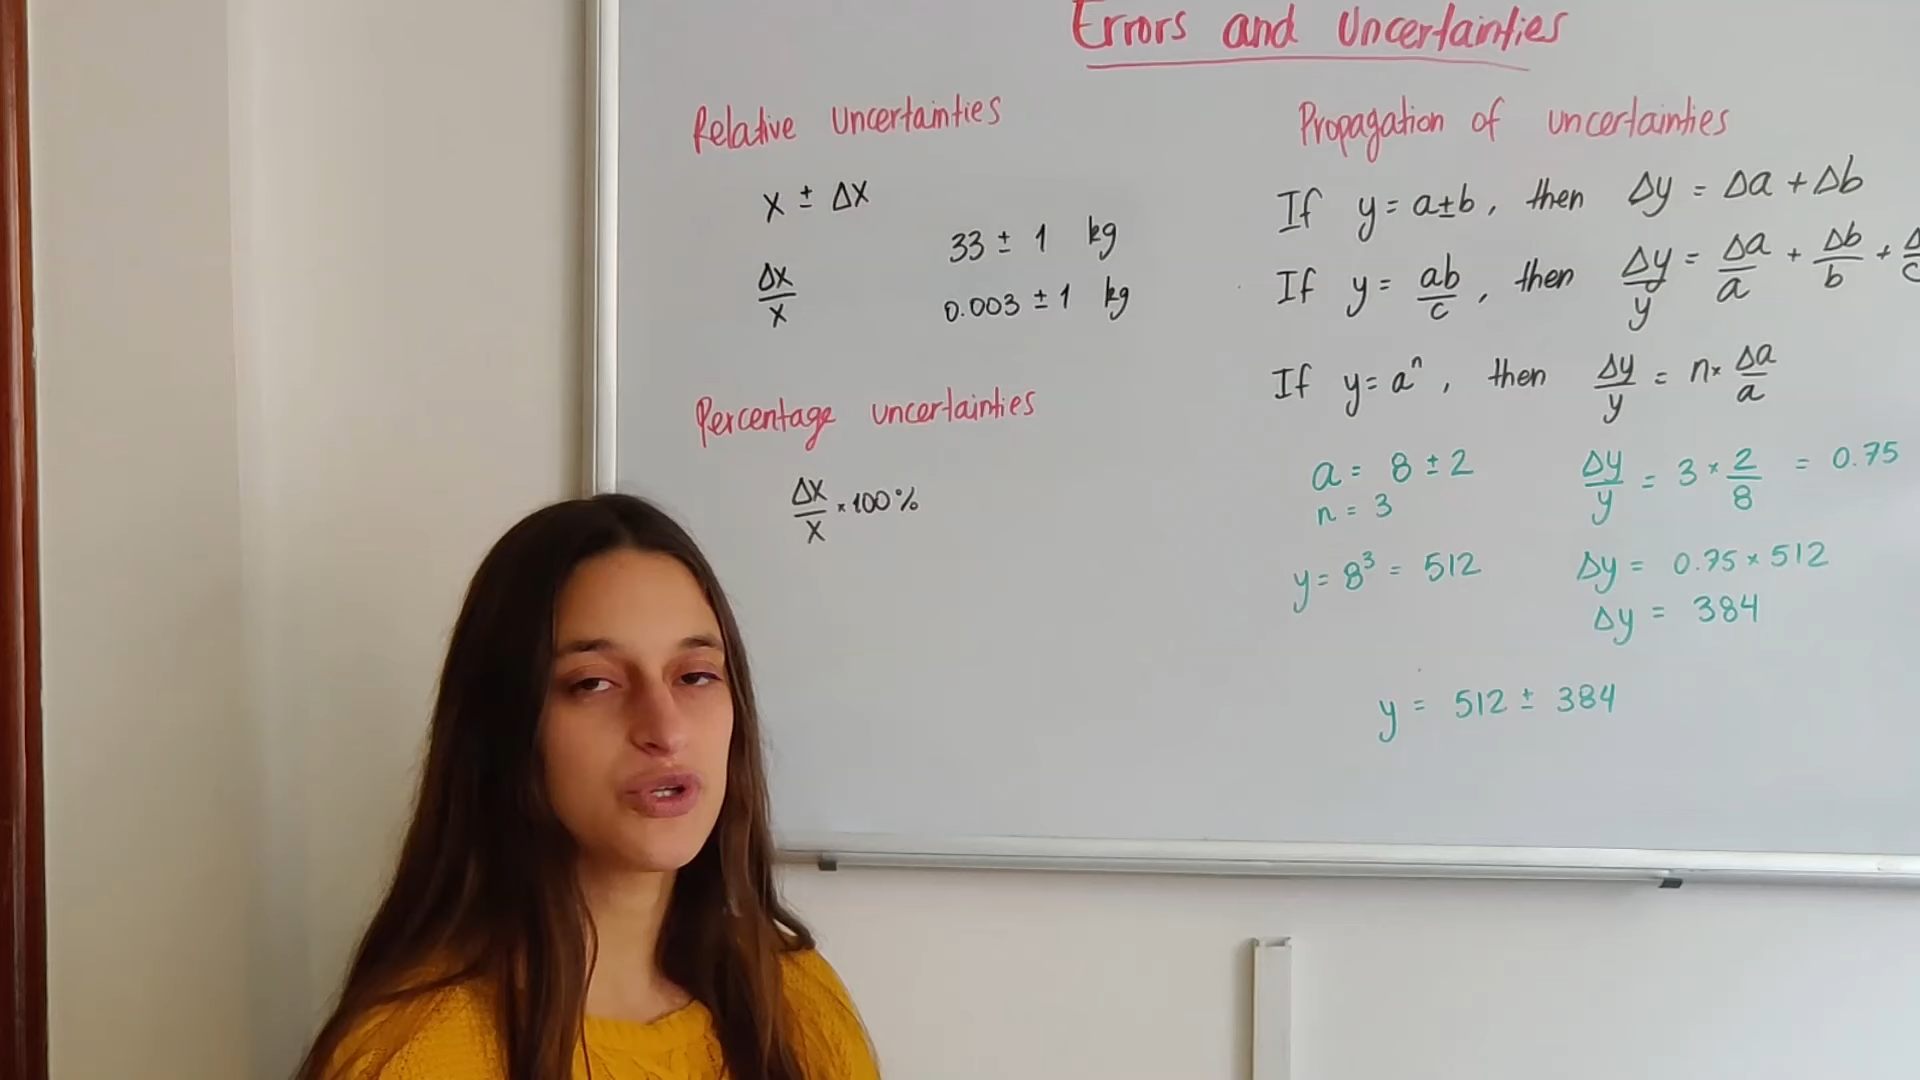 Errors and Uncertainties
Relative Uncertainties
x ± Δx
Δx/x
33 ± 1 kg
0.003 ± 1 kg
Percentage uncertainties
Δx/x × 100%
Propagation of uncertainties
If y = a±b, then Δy = Δa + Δb
If y = ab/c, then Δy/y = Δa/a + Δb/b + Δ/c
If y = aⁿ, then Δy/y = n × Δa/a
a = 8 ± 2
n = 3
Δy/y = 3 × 2/8 = 0.75
y = 8³ = 512
Δy = 0.75 × 512
Δy = 384
y = 512 ± 384